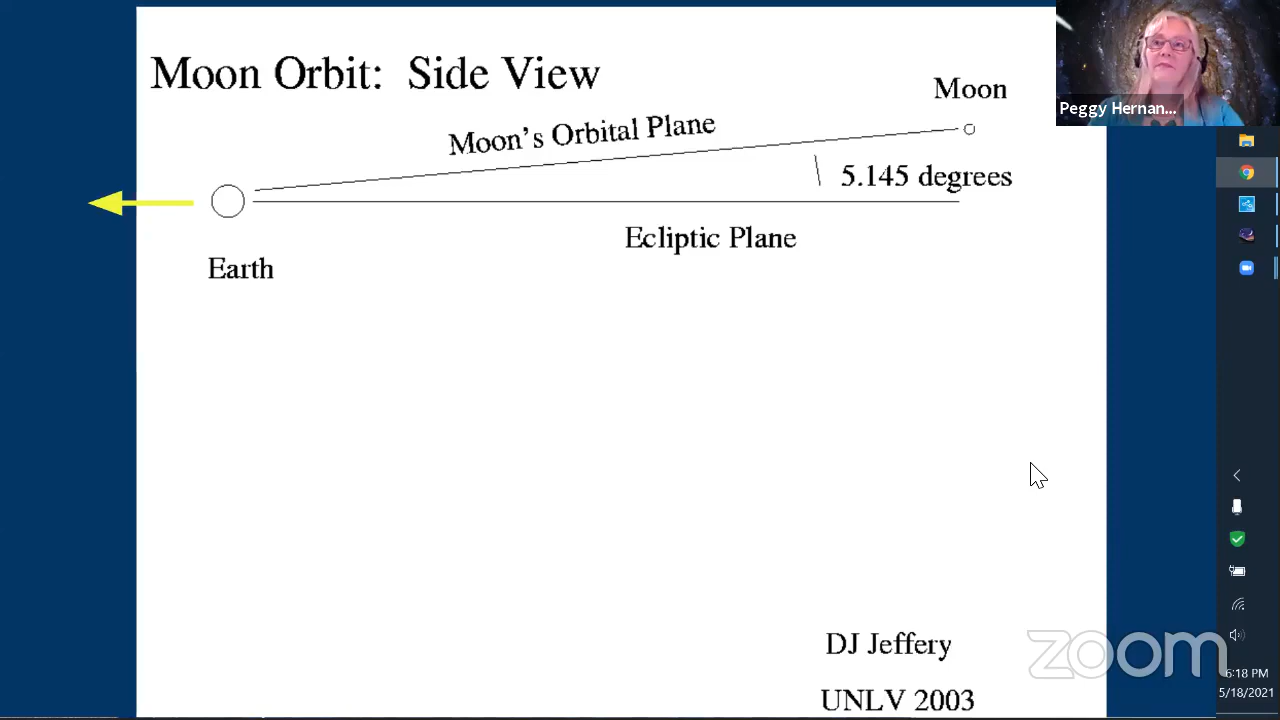 Moon Orbit: Side View
Moon
Peggy Hernan...
Moon's Orbital Plane
5.145 degrees
Ecliptic Plane
Earth
DJ Jeffery
zoom
UNLV 2003
6:18 PM
5/18/2021